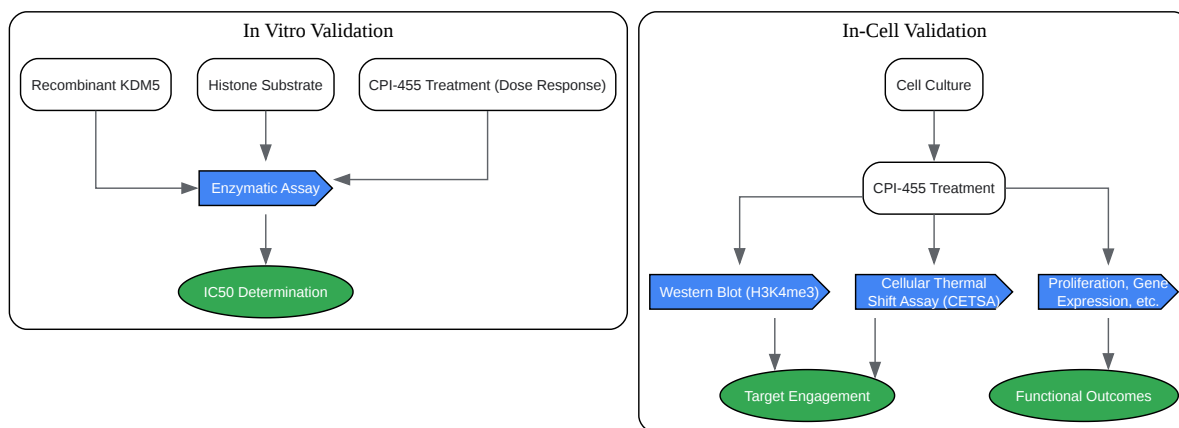 In Vitro Validation
Recombinant KDM5
Histone Substrate
CPI-455 Treatment (Dose Response)
Enzymatic Assay
IC50 Determination
In-Cell Validation
Cell Culture
CPI-455 Treatment
Western Blot (H3K4me3)
Cellular Thermal
Shift Assay (CETSA)
Proliferation, Gene
Expression, etc.
Target Engagement
Functional Outcomes